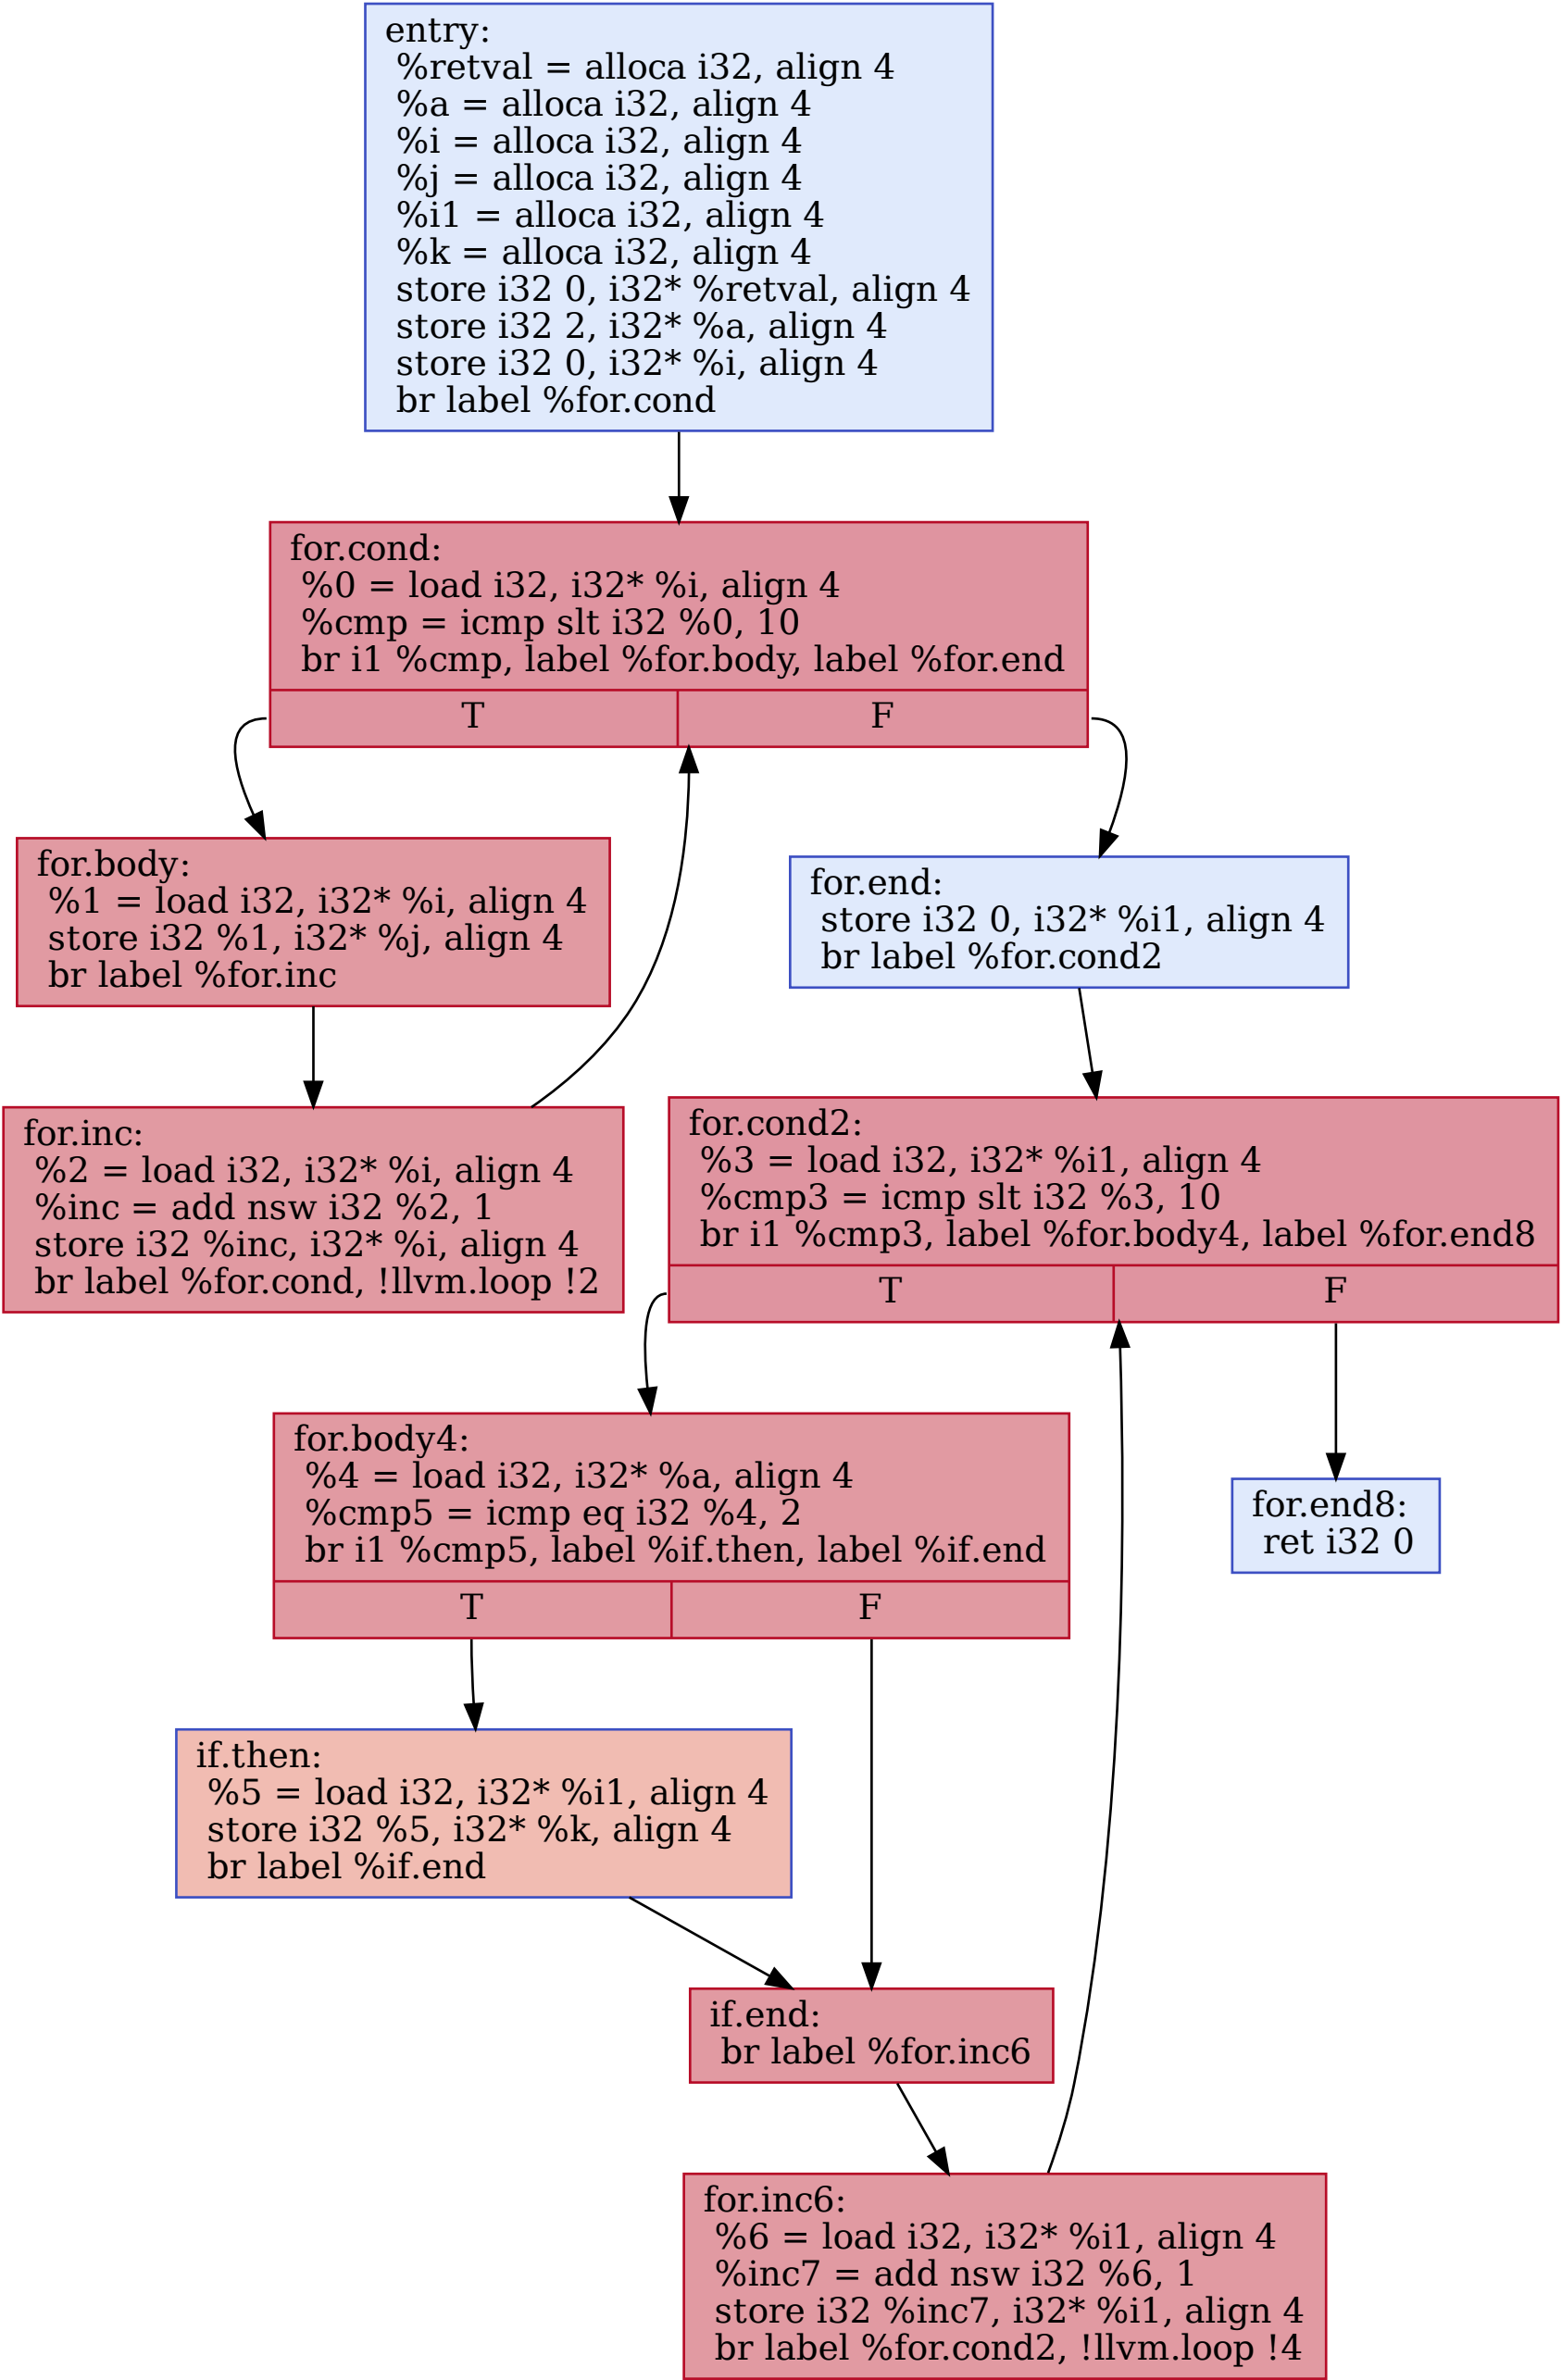 entry:
%retval = alloca i32, align 4
%a = alloca i32, align 4
%i = alloca i32, align 4
%j = alloca i32, align 4
%i1 = alloca i32, align 4
%k = alloca i32, align 4
store i32 0, i32* %retval, align 4
store i32 2, i32* %a, align 4
store i32 0, i32* %i, align 4
br label %for.cond
for.cond:
%0 = load i32, i32* %i, align 4
%cmp = icmp slt i32 %0, 10
br i1 %cmp, label %for.body, label %for.end
T F
for.body:
%1 = load i32, i32* %i, align 4
store i32 %1, i32* %j, align 4
br label %for.inc
for.end:
store i32 0, i32* %i1, align 4
br label %for.cond2
for.inc:
%2 = load i32, i32* %i, align 4
%inc = add nsw i32 %2, 1
store i32 %inc, i32* %i, align 4
br label %for.cond, !llvm.loop !2
for.cond2:
%3 = load i32, i32* %i1, align 4
%cmp3 = icmp slt i32 %3, 10
br i1 %cmp3, label %for.body4, label %for.end8
T F
for.body4:
%4 = load i32, i32* %a, align 4
%cmp5 = icmp eq i32 %4, 2
br i1 %cmp5, label %if.then, label %if.end
T F
for.end8:
ret i32 0
if.then:
%5 = load i32, i32* %i1, align 4
store i32 %5, i32* %k, align 4
br label %if.end
if.end:
br label %for.inc6
for.inc6:
%6 = load i32, i32* %i1, align 4
%inc7 = add nsw i32 %6, 1
store i32 %inc7, i32* %i1, align 4
br label %for.cond2, !llvm.loop !4